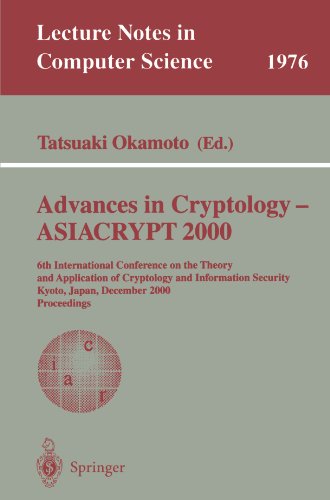 Lecture Notes in
Computer Science 1976
Tatsuaki Okamoto (Ed.)
Advances in Cryptology –
ASIACRYPT 2000
6th International Conference on the Theory
and Application of Cryptology and Information Security
Kyoto, Japan, December 2000
Proceedings
i a c r
Springer